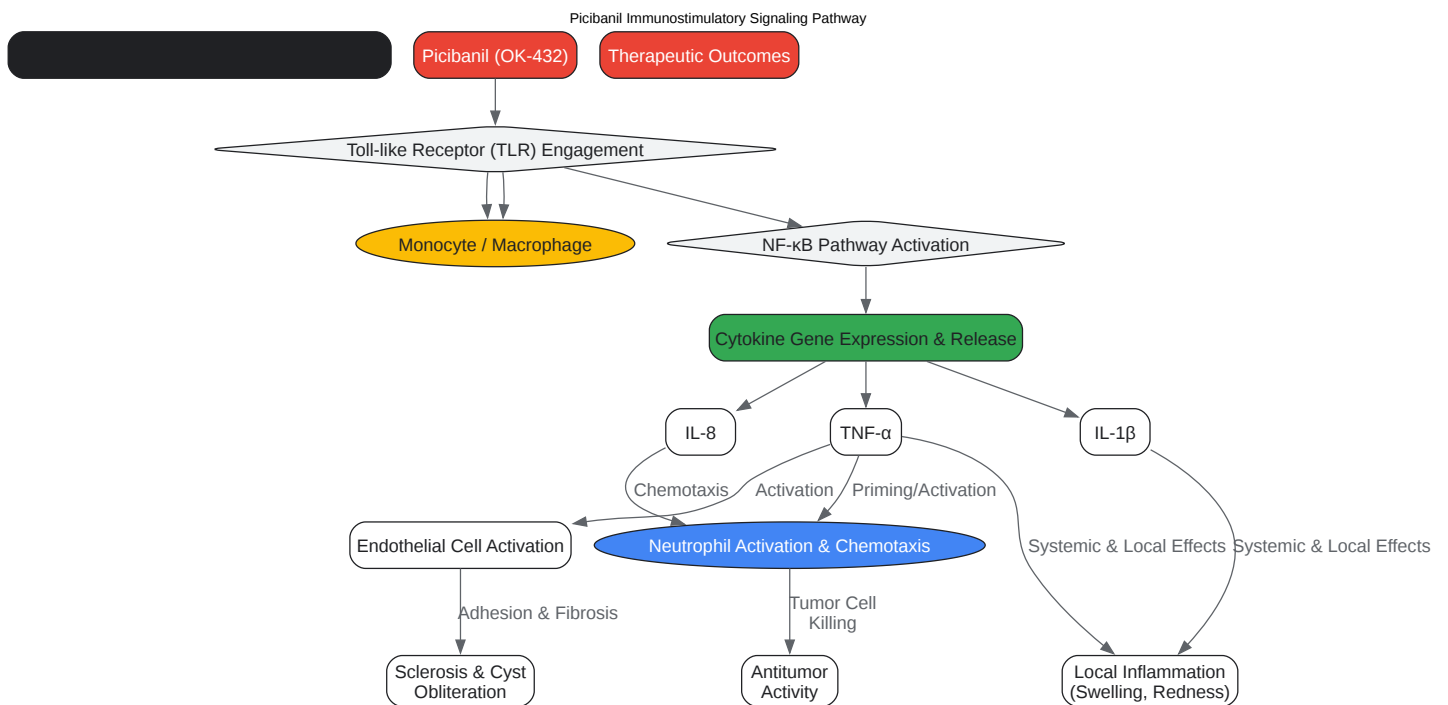 Picibanil Immunostimulatory Signaling Pathway
Picibanil (OK-432)
Therapeutic Outcomes
Toll-like Receptor (TLR) Engagement
Monocyte / Macrophage
NF-κB Pathway Activation
Cytokine Gene Expression & Release
IL-8
TNF-α
IL-1β
Chemotaxis
Activation
Priming/Activation
Endothelial Cell Activation
Neutrophil Activation & Chemotaxis
Systemic & Local Effects
Systemic & Local Effects
Adhesion & Fibrosis
Tumor Cell
Killing
Sclerosis & Cyst
Obliteration
Antitumor
Activity
Local Inflammation
(Swelling, Redness)